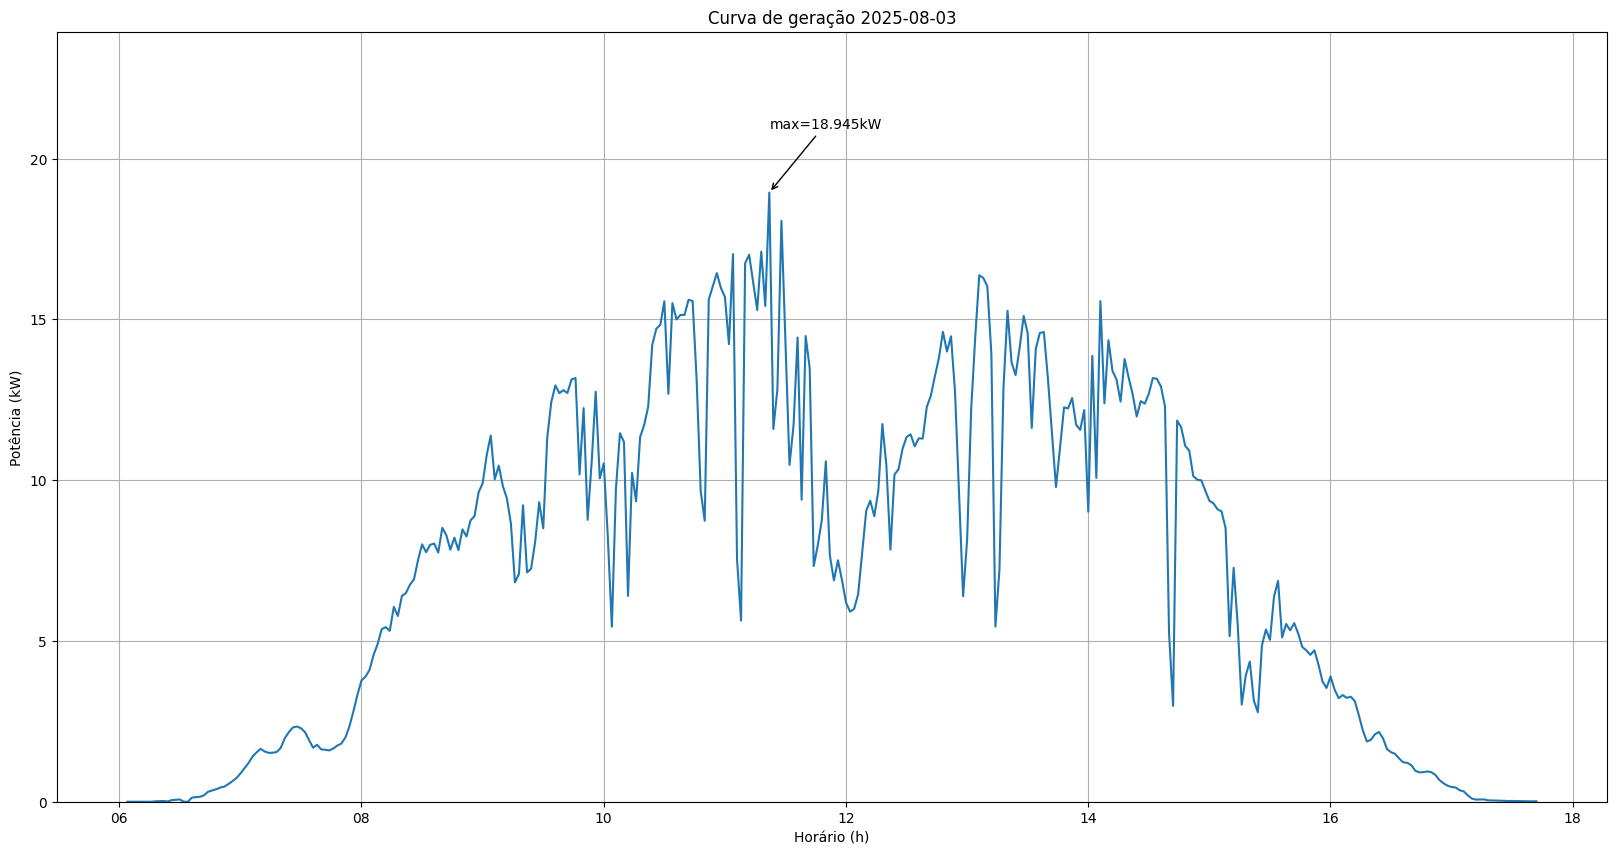 Curva de geração 2025-08-03
max=18.945kW
Potência (kW)
20
15
10
5
0
06 08 10 12 14 16 18
Horário (h)